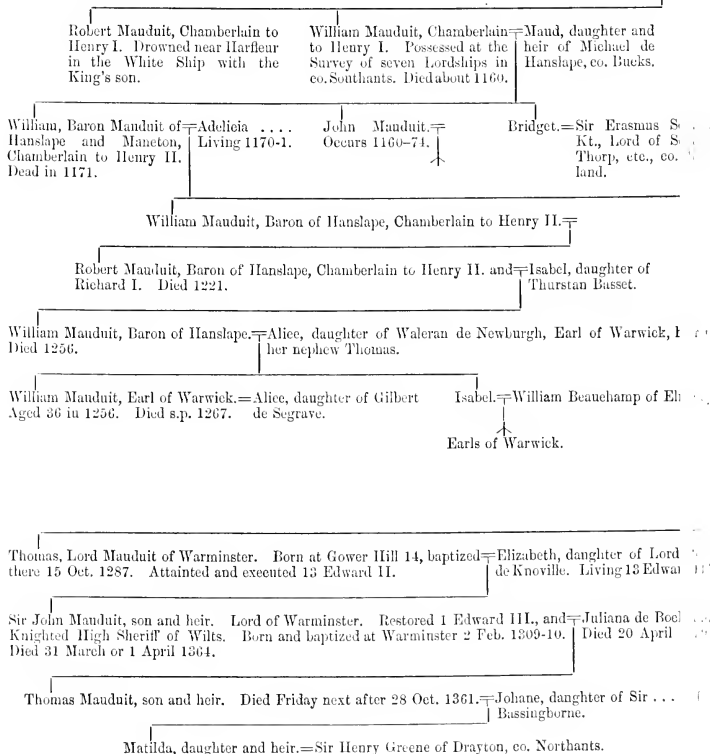 Robert Mauduit, Chamberlain to
Henry I. Drowned near Harfleur
in the White Ship with the
King's son.
William Mauduit, Chamberlain = Maud, daughter and
to Henry I. Possessed at the heir of Michael de
Survey of seven Lordships in Hanslape, co. Bucks.
co. Southants. Died about 1160.
William, Baron Mauduit of = Adelicia ....
Hanslape and Maneton, Living 1170-1.
Chamberlain to Henry II.
Dead in 1171.
John Mauduit. =
Occurs 1160-74.
Bridget. = Sir Erasmus
Kt., Lord of
Thorp, etc., co.
land.
William Mauduit, Baron of Hanslape, Chamberlain to Henry II. =
Robert Mauduit, Baron of Hanslape, Chamberlain to Henry II. and = Isabel, daughter of
Richard I. Died 1221. Thurstan Basset.
William Mauduit, Baron of Hanslape. = Alice, daughter of Waleran de Newburgh, Earl of Warwick,
Died 1256. her nephew Thomas.
William Mauduit, Earl of Warwick. = Alice, daughter of Gilbert
Aged 36 in 1256. Died s.p. 1267. de Segrave.
Isabel. = William Beauchamp of
Earls of Warwick.
Thomas, Lord Mauduit of Warminster. Born at Gower Hill 14, baptized = Elizabeth, daughter of Lord
there 15 Oct. 1287. Attainted and executed 13 Edward II. de Knoville. Living 13
Sir John Mauduit, son and heir. Lord of Warminster. Restored 1 Edward III., and = Juliana de
Knighted High Sheriff of Wilts. Born and baptized at Warminster 2 Feb. 1309-10. Died 20 April
Died 31 March or 1 April 1364.
Thomas Mauduit, son and heir. Died Friday next after 28 Oct. 1361. = Johane, daughter of Sir ...
Bassingborne.
Matilda, daughter and heir. = Sir Henry Greene of Drayton, co. Northants.